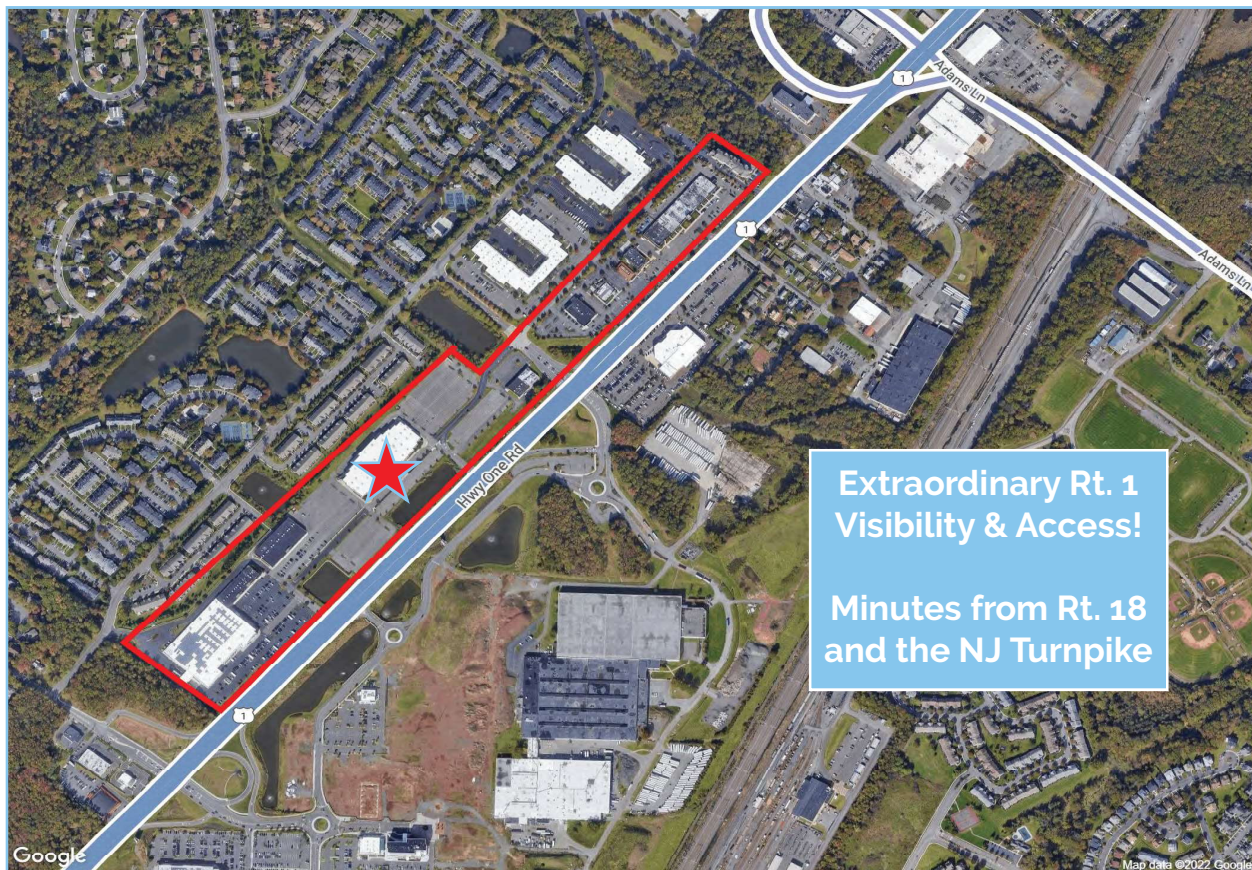 1
Adams Ln
1
Adams Ln
Hwy One Rd
Extraordinary Rt. 1
Visibility & Access!
Minutes from Rt. 18
and the NJ Turnpike
1
Google
Map data ©2022 Google